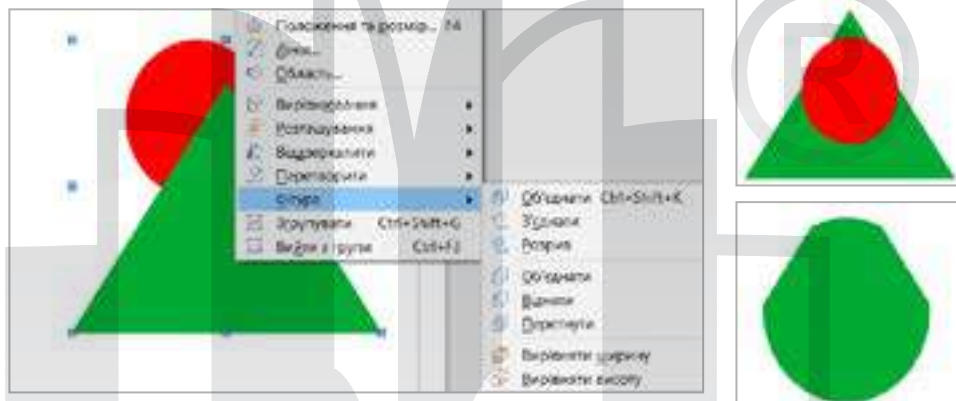 Положення та розмір... F4
Лінія...
Область...
Вирівнювання
Розташування
Віддзеркалити
Перетворити
Фігура
Згрупувати Ctrl+Shift+G
Вийти з групи Ctrl+F3
Об'єднати Ctrl+Shift+K
З'єднати
Розрив
Об'єднати
Відняти
Перетнути
Вирівняти ширину
Вирівняти висоту
®